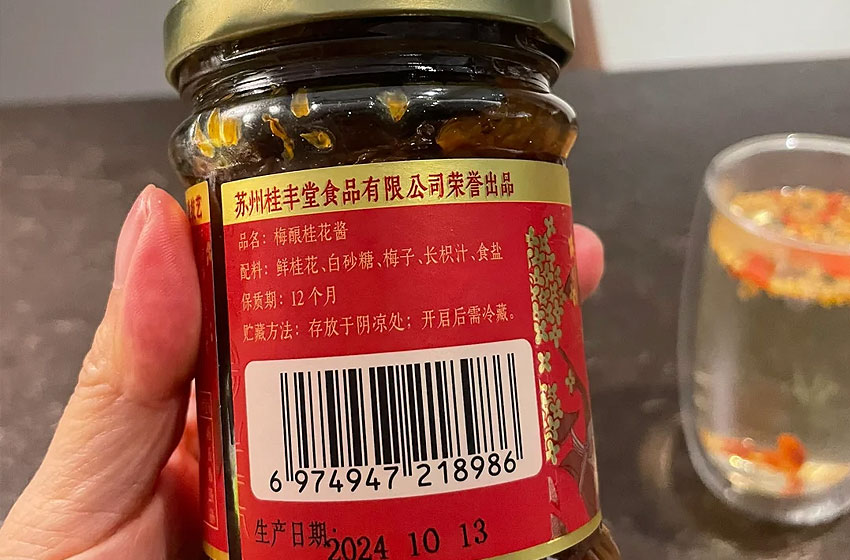 苏州桂丰堂食品有限公司荣誉出品
品名：梅酿桂花酱
配料：鲜桂花、白砂糖、梅子、长枳汁、食盐
保质期：12个月
贮藏方法：存放于阴凉处；开启后需冷藏。
6 974947 218986
生产日期：2024 10 13